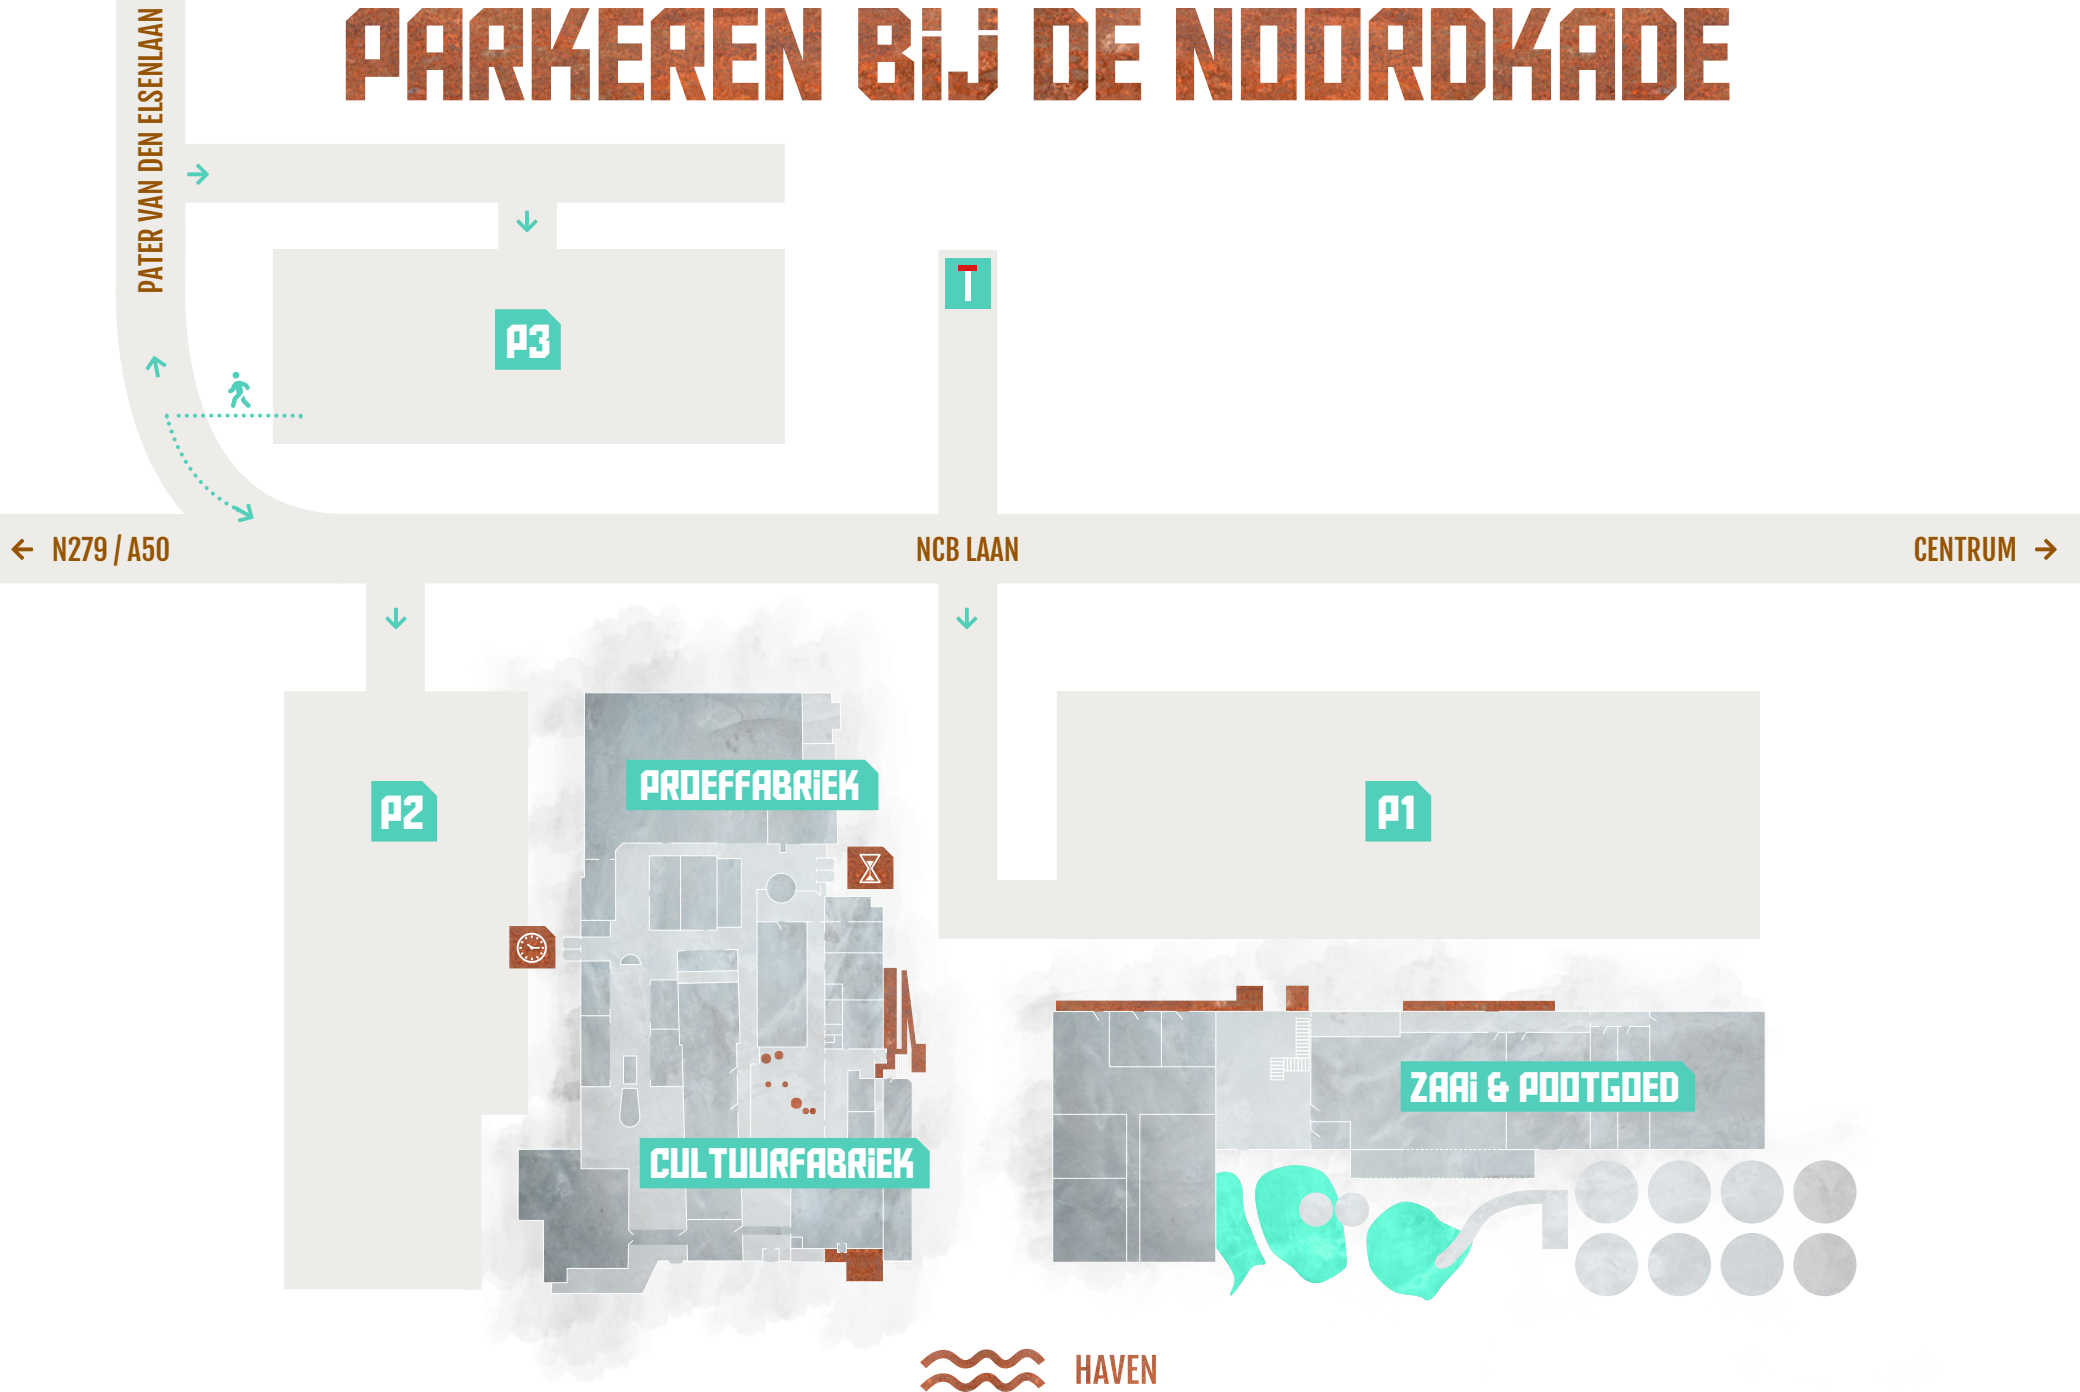 PARKEREN BiJ DE NOORDKADE
PATER VAN DEN ELSENLAAN
P3
T
← N279 / A50
NCB LAAN
CENTRUM →
P2
PROEFFABRiEK
P1
ZAAi & POOTGOED
CULTUURFABRiEK
HAVEN